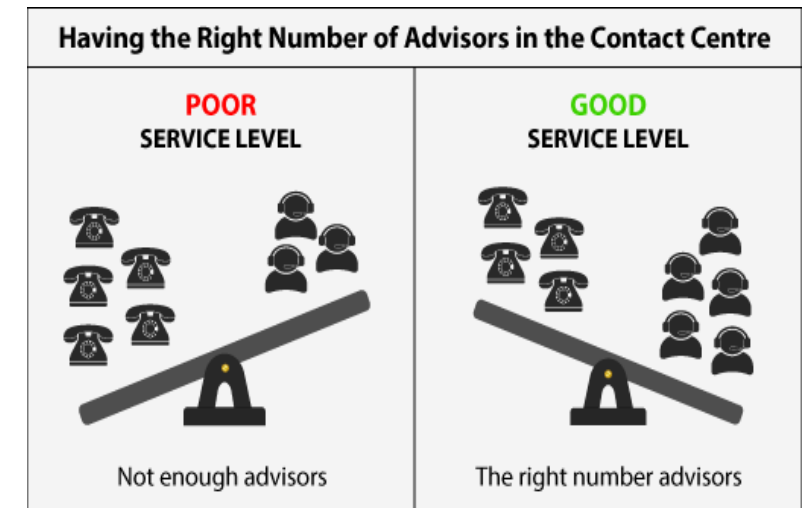 Having the Right Number of Advisors in the Contact Centre
POOR
SERVICE LEVEL
Not enough advisors
GOOD
SERVICE LEVEL
The right number advisors